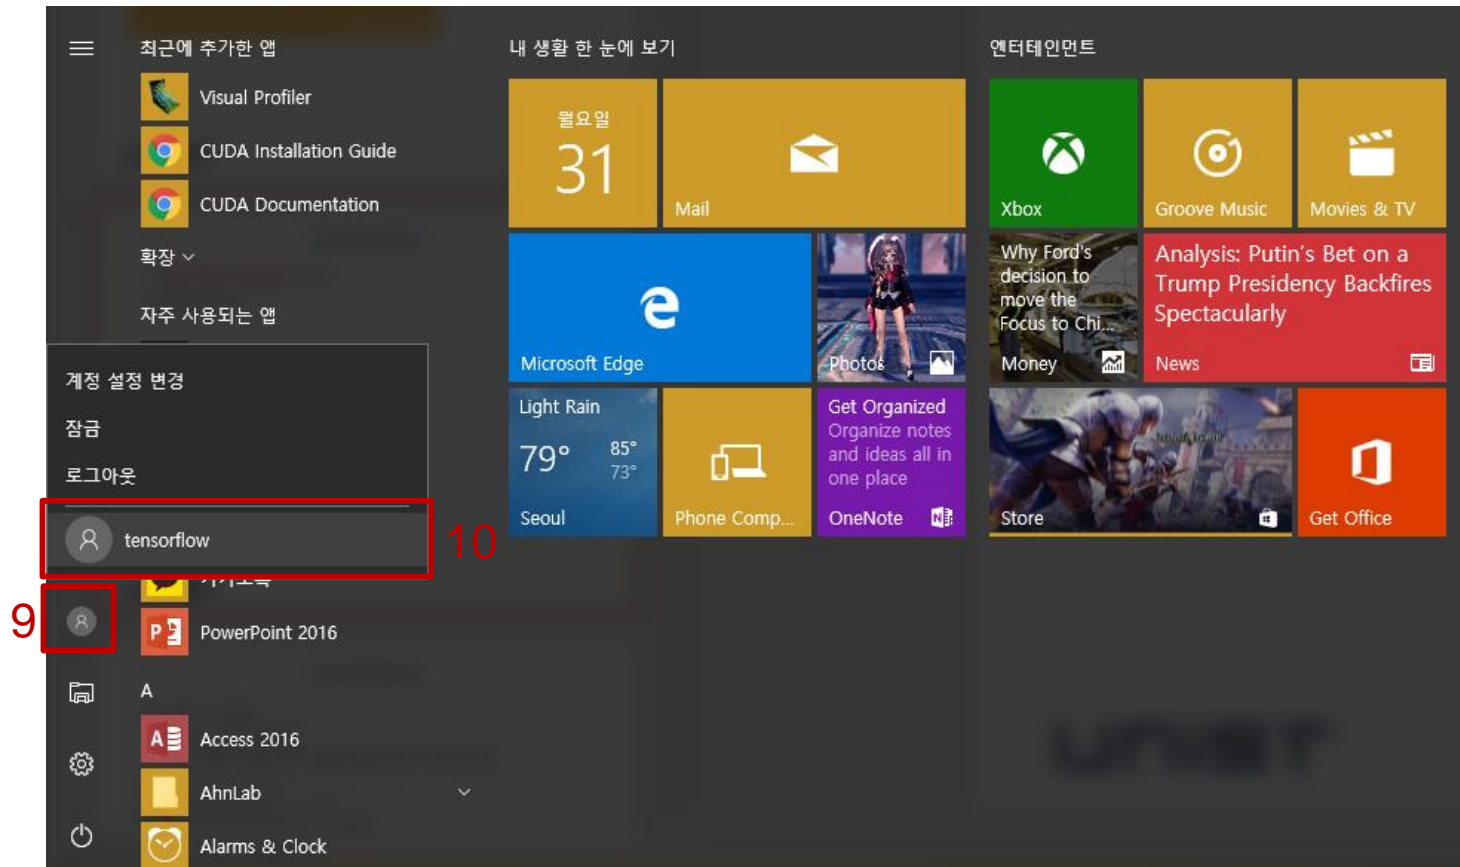 최근에 추가한 앱
Visual Profiler
CUDA Installation Guide
CUDA Documentation
확장
자주 사용되는 앱
계정 설정 변경
잠금
로그아웃
tensorflow
10
9
PowerPoint 2016
A
Access 2016
AhnLab
Alarms & Clock
내 생활 한 눈에 보기
월요일
31
Mail
Microsoft Edge
Photos
Light Rain
79° 85°
73°
Seoul
Phone Comp...
Get Organized
Organize notes
and ideas all in
one place
OneNote
엔터테인먼트
Xbox
Groove Music
Movies & TV
Why Ford's
decision to
move the
Focus to Chi...
Money
Analysis: Putin's Bet on a
Trump Presidency Backfires
Spectacularly
News
Store
Get Office
UNIST